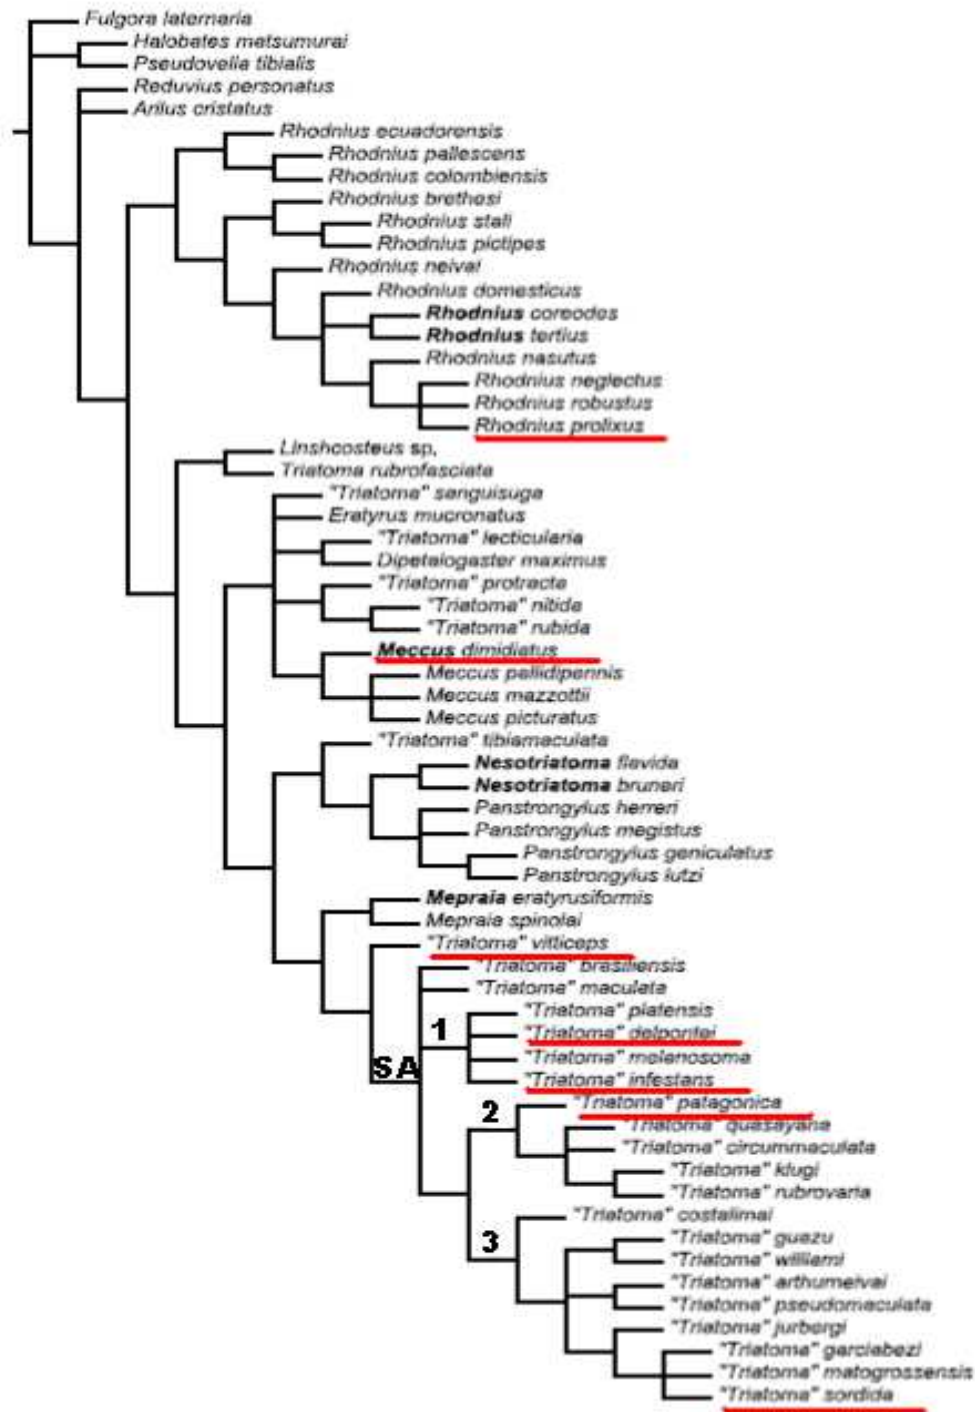 Fulgora laternaria
Halobates matsumurai
Pseudovelia tibialis
Reduvius personatus
Arilus cristatus
Rhodnius ecuadorensis
Rhodnius pallescens
Rhodnius colombiensis
Rhodnius brethesi
Rhodnius stali
Rhodnius pictipes
Rhodnius neivai
Rhodnius domesticus
Rhodnius coreodes
Rhodnius tertius
Rhodnius nasutus
Rhodnius neglectus
Rhodnius robustus
Rhodnius prolixus
Linshcosteus sp.
Triatoma rubrofasciata
"Triatoma" sanguisuga
Eratyrus mucronatus
"Triatoma" lecticularia
Dipetalogaster maximus
"Triatoma" protracta
"Triatoma" nitida
"Triatoma" rubida
Meccus dimidiatus
Meccus pallidipennis
Meccus mazzottii
Meccus picturatus
"Triatoma" tibiamaculata
Nesotriatoma flavida
Nesotriatoma bruneri
Panstrongylus herreri
Panstrongylus megistus
Panstrongylus geniculatus
Panstrongylus lutzi
Mepraia eratyrusiformis
Mepraia spinolai
"Triatoma" vitticeps
"Triatoma" brasiliensis
"Triatoma" maculata
"Triatoma" platensis
1
"Triatoma" delpontei
"Triatoma" melanosoma
SA
"Triatoma" infestans
"Triatoma" patagonica
2
"Triatoma" guasayana
"Triatoma" circummaculata
"Triatoma" klugi
"Triatoma" rubrovaria
"Triatoma" costalimai
3
"Triatoma" guazu
"Triatoma" williami
"Triatoma" arthurneivai
"Triatoma" pseudomaculata
"Triatoma" jurbergi
"Triatoma" garciabezi
"Triatoma" matogrossensis
"Triatoma" sordida